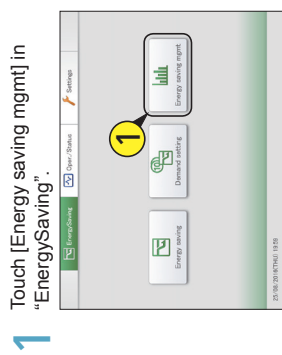 1 Touch [Energy saving mgmt] in
"EnergySaving".
EnergySaving Oper./Status Settings
1
Energy saving Demand setting Energy saving mgmt.
25/08/2016(THU) 13:59